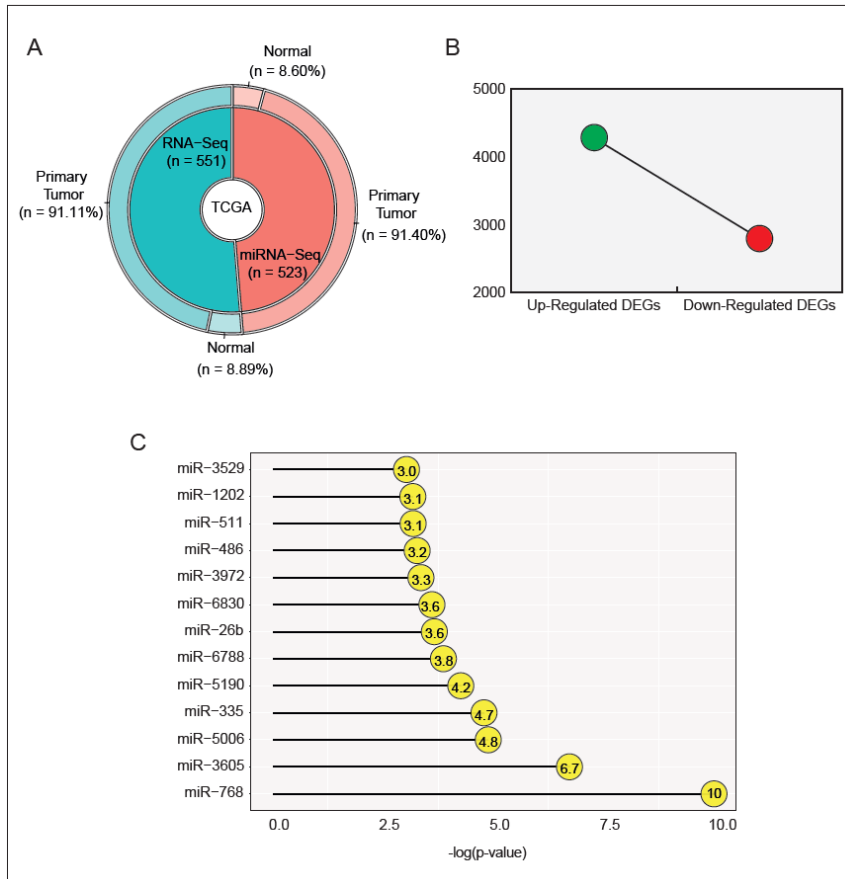 A
Normal
(n = 8.60%)
RNA−Seq
(n = 551)
Primary
Tumor
(n = 91.11%)
TCGA
Primary
Tumor
(n = 91.40%)
miRNA−Seq
(n = 523)
Normal
(n = 8.89%)
B
5000
4000
3000
2000
Up-Regulated DEGs
Down-Regulated DEGs
C
miR−3529 3.0
miR−1202 3.1
miR−511 3.1
miR−486 3.2
miR−3972 3.3
miR−6830 3.6
miR−26b 3.6
miR−6788 3.8
miR−5190 4.2
miR−335 4.7
miR−5006 4.8
miR−3605 6.7
miR−768 10
0.0 2.5 5.0 7.5 10.0
-log(p-value)